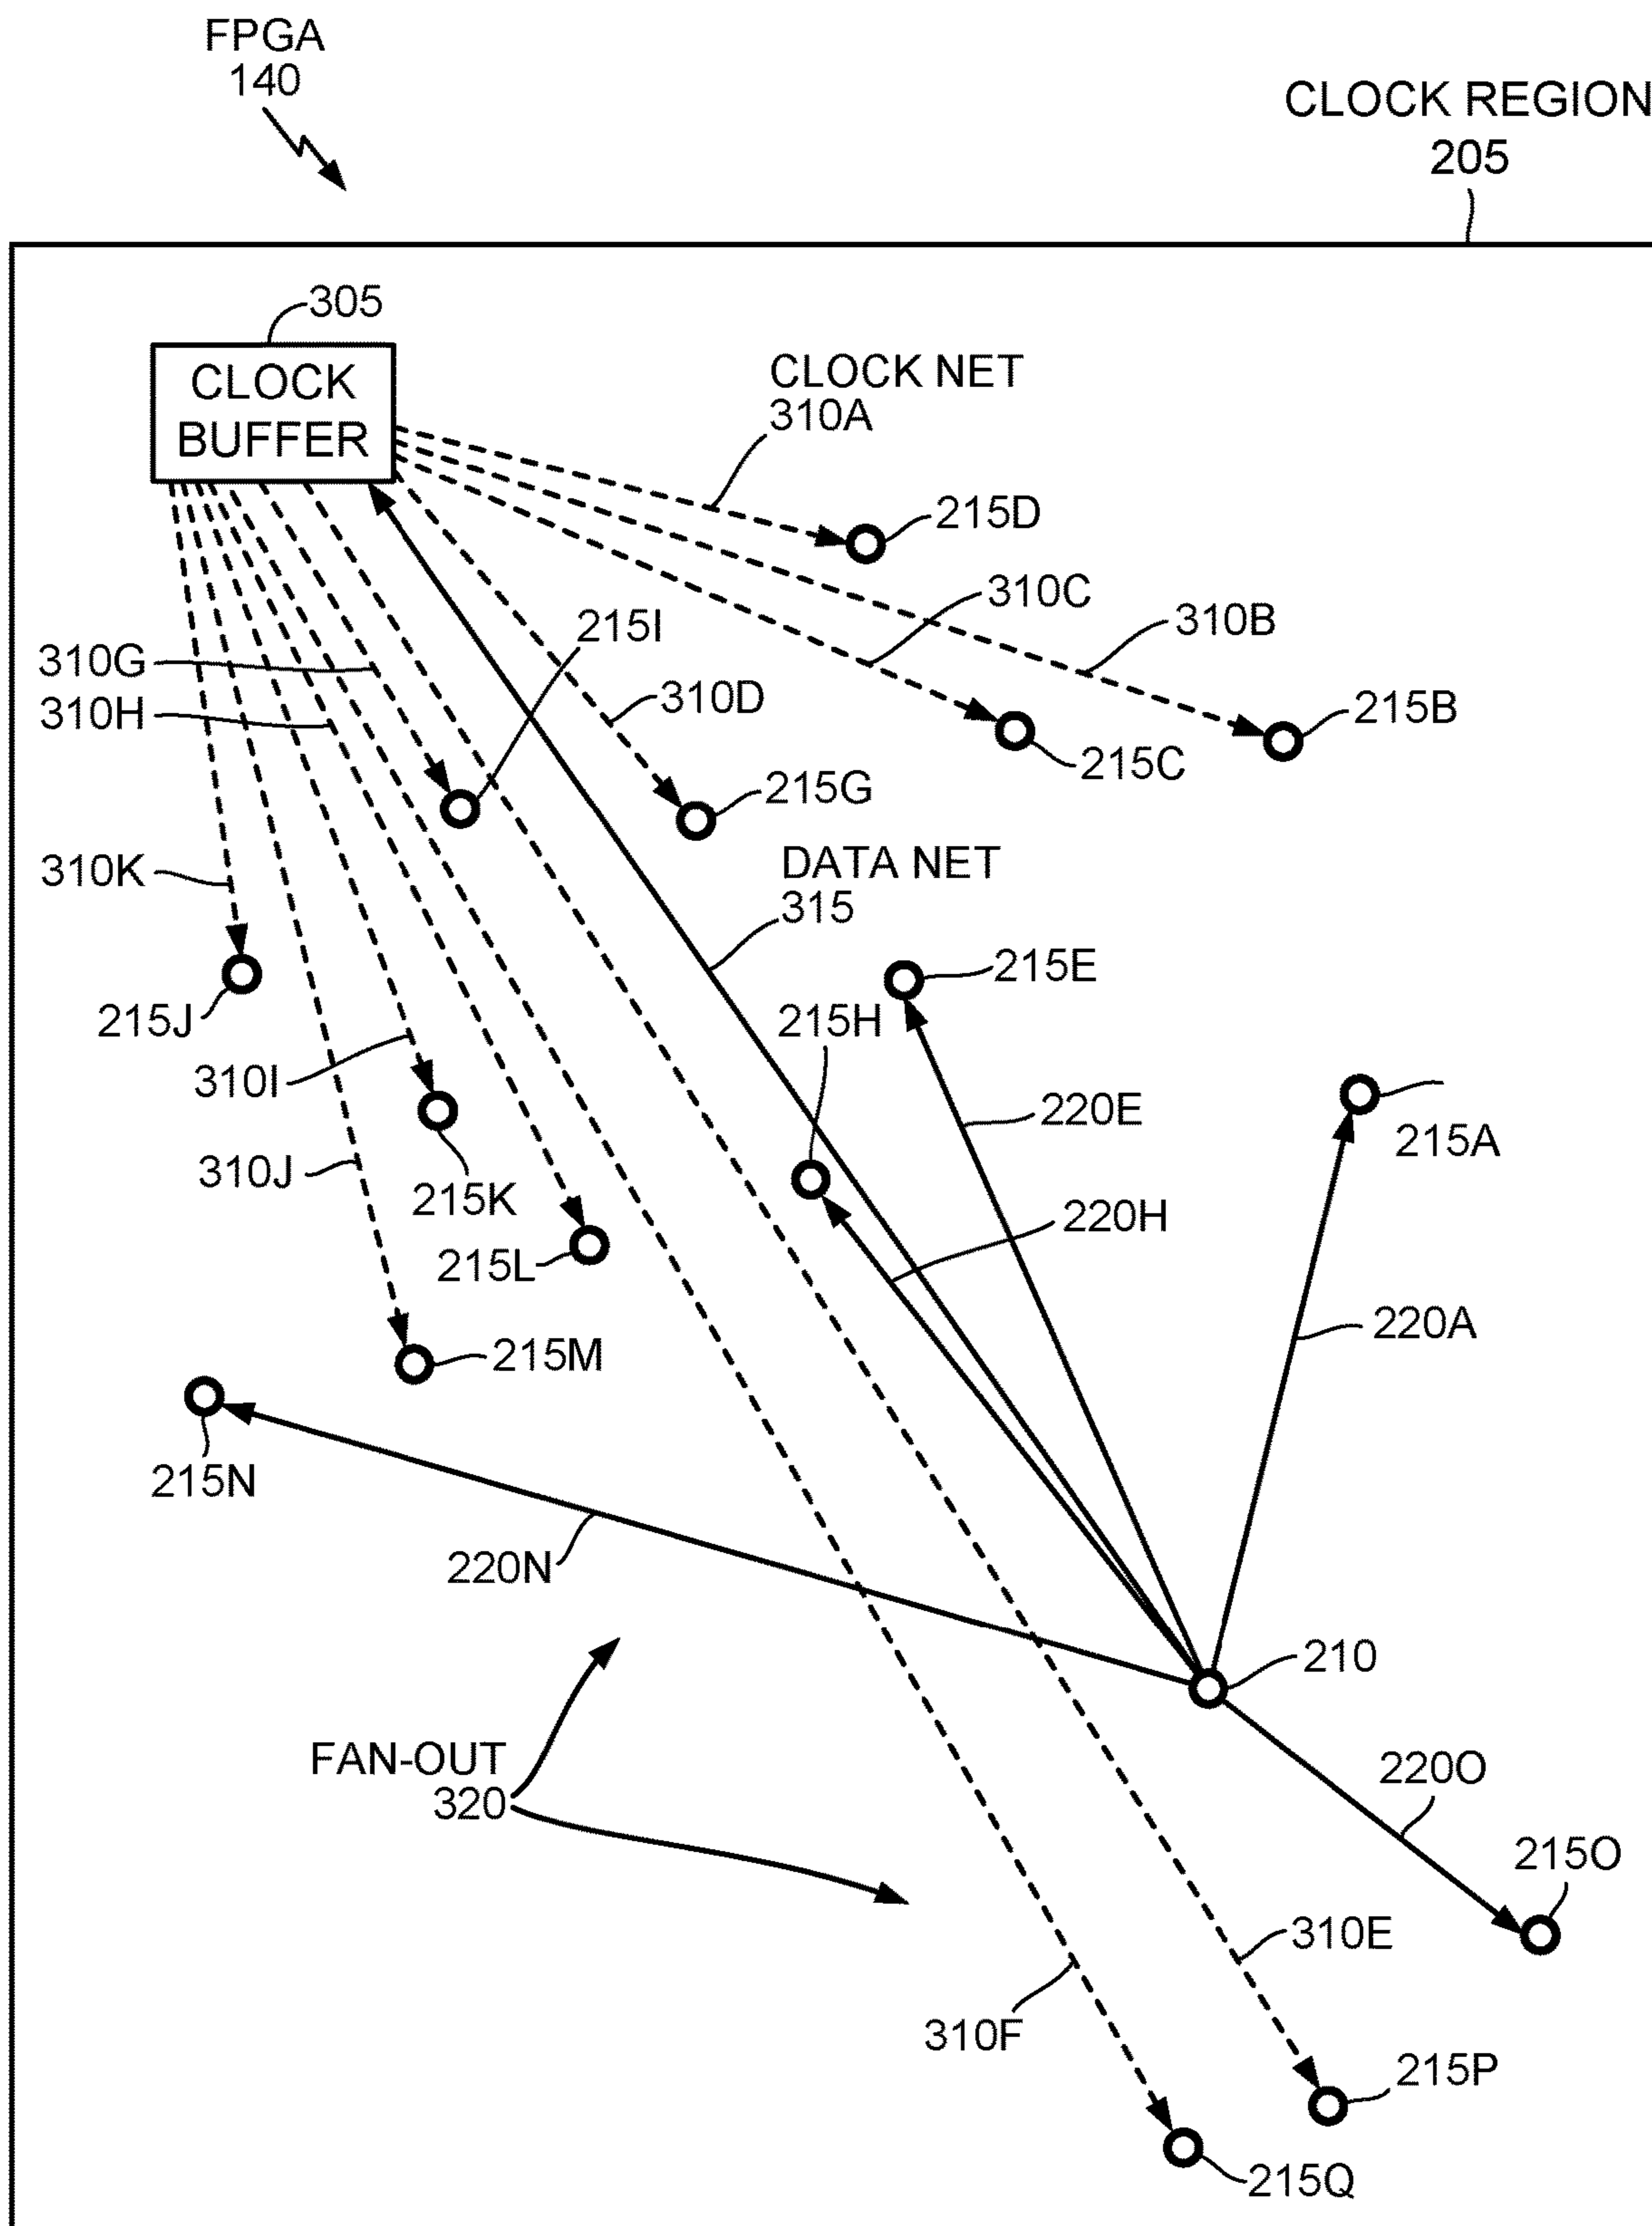 FPGA
140
CLOCK REGION
205
305
CLOCK
BUFFER
CLOCK NET
310A
215D
310C
310B
215I
310G
310D
310H
215B
215C
215G
DATA NET
310K
315
215E
215H
215J
310I
220E
215A
310J
215K
220H
215L
220A
215M
215N
220N
210
FAN-OUT
320
220O
215O
310E
310F
215P
215Q